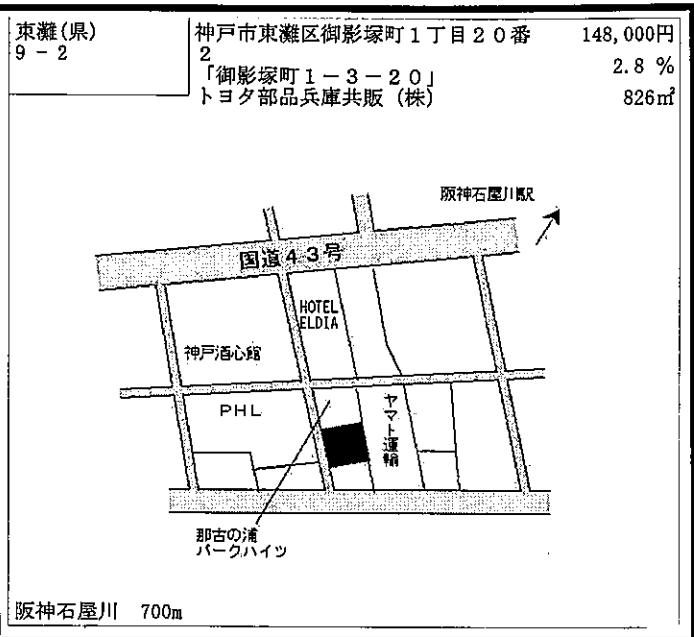 東灘(県)
9-2
神戸市東灘区御影塚町1丁目20番
2
「御影塚町1-3-20」
トヨタ部品兵庫共販(株)
148,000円
2.8 %
826㎡
阪神石屋川駅
国道43号
HOTEL
ELDIA
神戸酒心館
PHL
ヤマト運輸
那古の浦
パークハイツ
阪神石屋川 700m